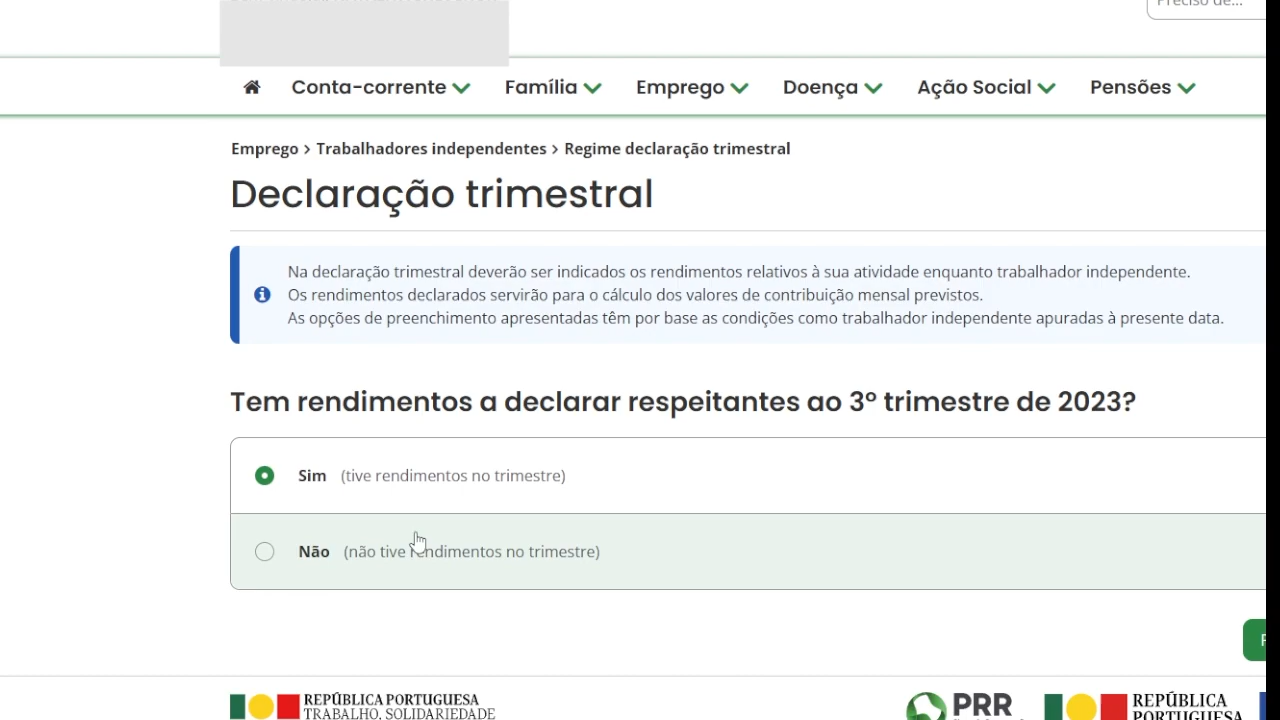 Preciso de...
Conta-corrente Família Emprego Doença Ação Social Pensões
Emprego > Trabalhadores independentes > Regime declaração trimestral
Declaração trimestral
Na declaração trimestral deverão ser indicados os rendimentos relativos à sua atividade enquanto trabalhador independente.
Os rendimentos declarados servirão para o cálculo dos valores de contribuição mensal previstos.
As opções de preenchimento apresentadas têm por base as condições como trabalhador independente apuradas à presente data.
Tem rendimentos a declarar respeitantes ao 3º trimestre de 2023?
Sim (tive rendimentos no trimestre)
Não (não tive rendimentos no trimestre)
REPÚBLICA PORTUGUESA
TRABALHO, SOLIDARIEDADE
PRR
REPÚBLICA
PORTUGUESA